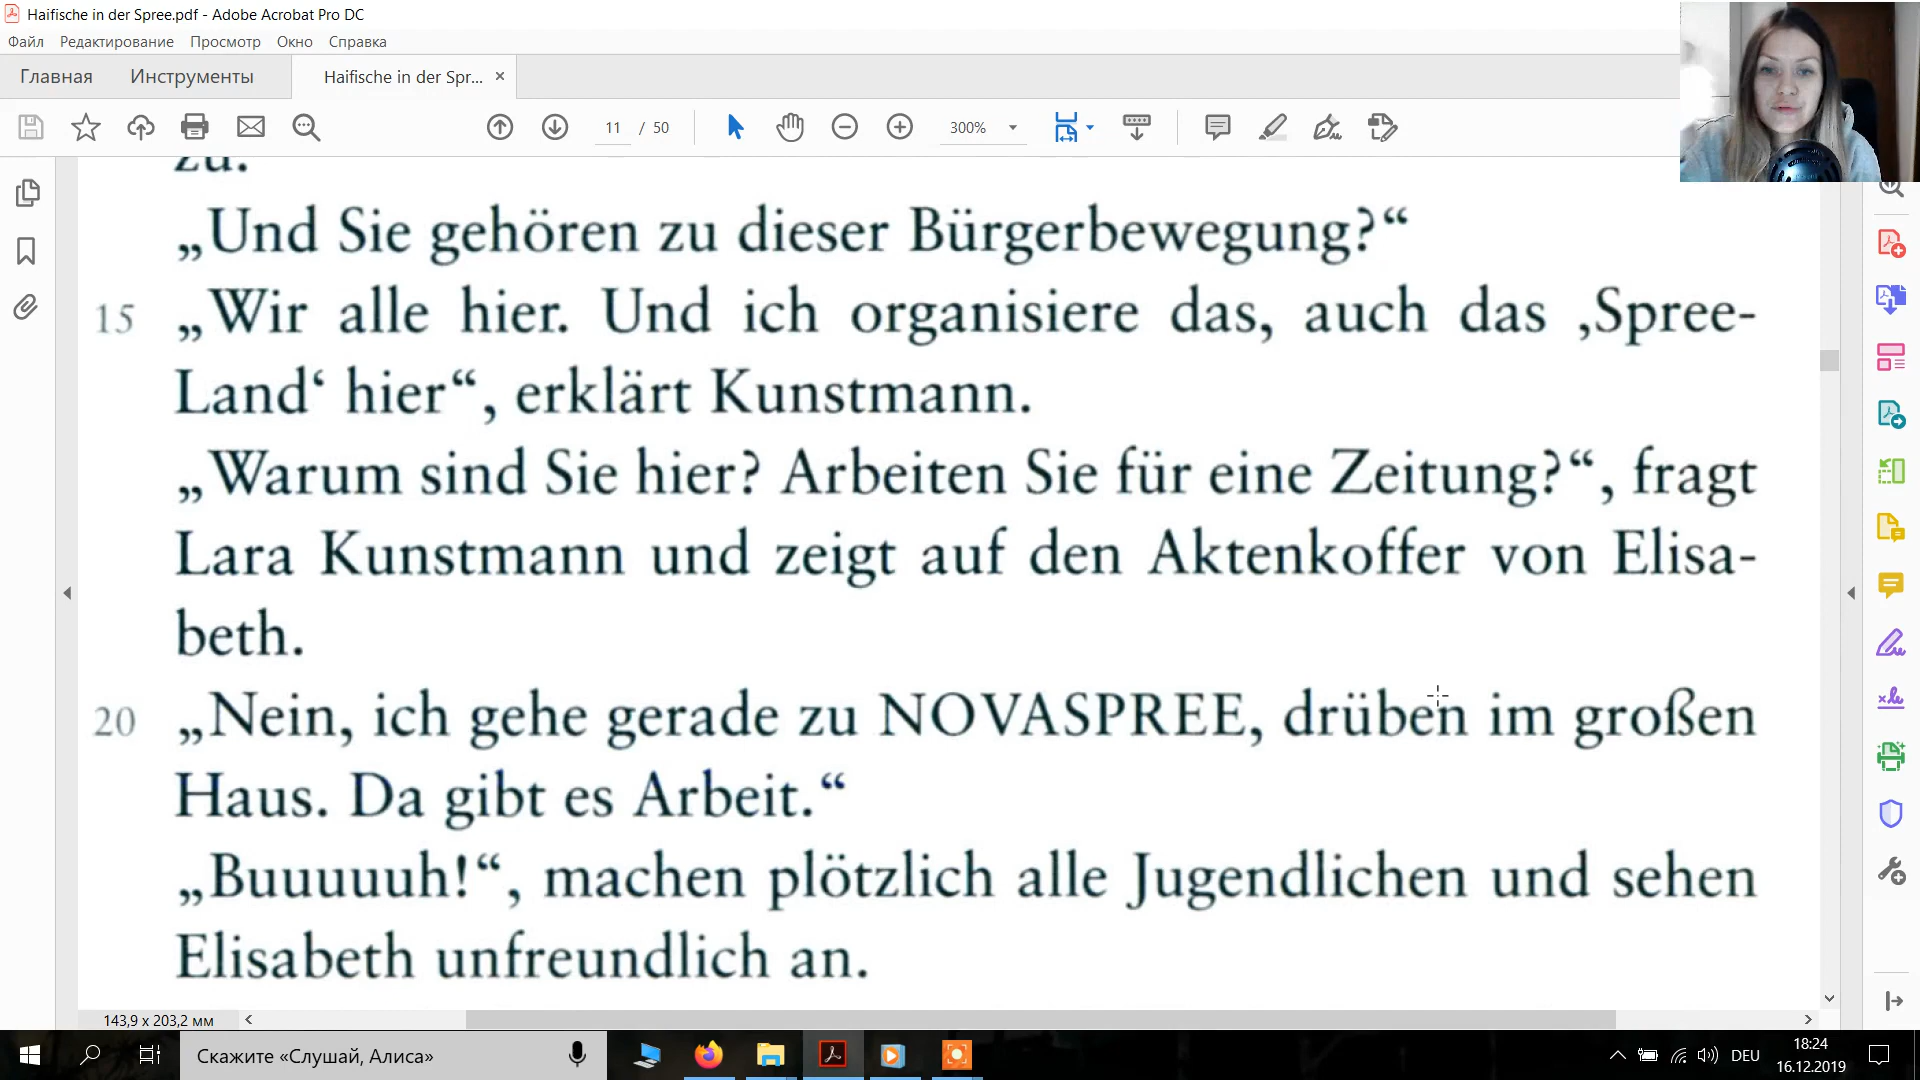 Haifische in der Spree.pdf - Adobe Acrobat Pro DC
Файл Редактирование Просмотр Окно Справка
Главная Инструменты Haifische in der Spr... ×
11 / 50 300%
zu.
„Und Sie gehören zu dieser Bürgerbewegung?“
15 „Wir alle hier. Und ich organisiere das, auch das ‚Spree-
Land‘ hier“, erklärt Kunstmann.
„Warum sind Sie hier? Arbeiten Sie für eine Zeitung?“, fragt
Lara Kunstmann und zeigt auf den Aktenkoffer von Elisa-
beth.
20 „Nein, ich gehe gerade zu NOVASPREE, drüben im großen
Haus. Da gibt es Arbeit.“
„Buuuuuh!“, machen plötzlich alle Jugendlichen und sehen
Elisabeth unfreundlich an.
143,9 x 203,2 мм
Скажите «Слушай, Алиса»
DEU
18:24
16.12.2019